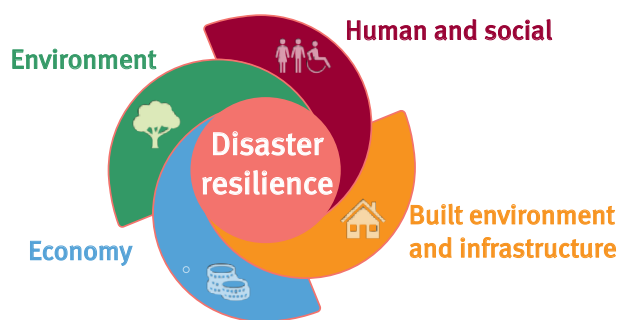 Human and social
Environment
Disaster
resilience
Built environment
and infrastructure
Economy